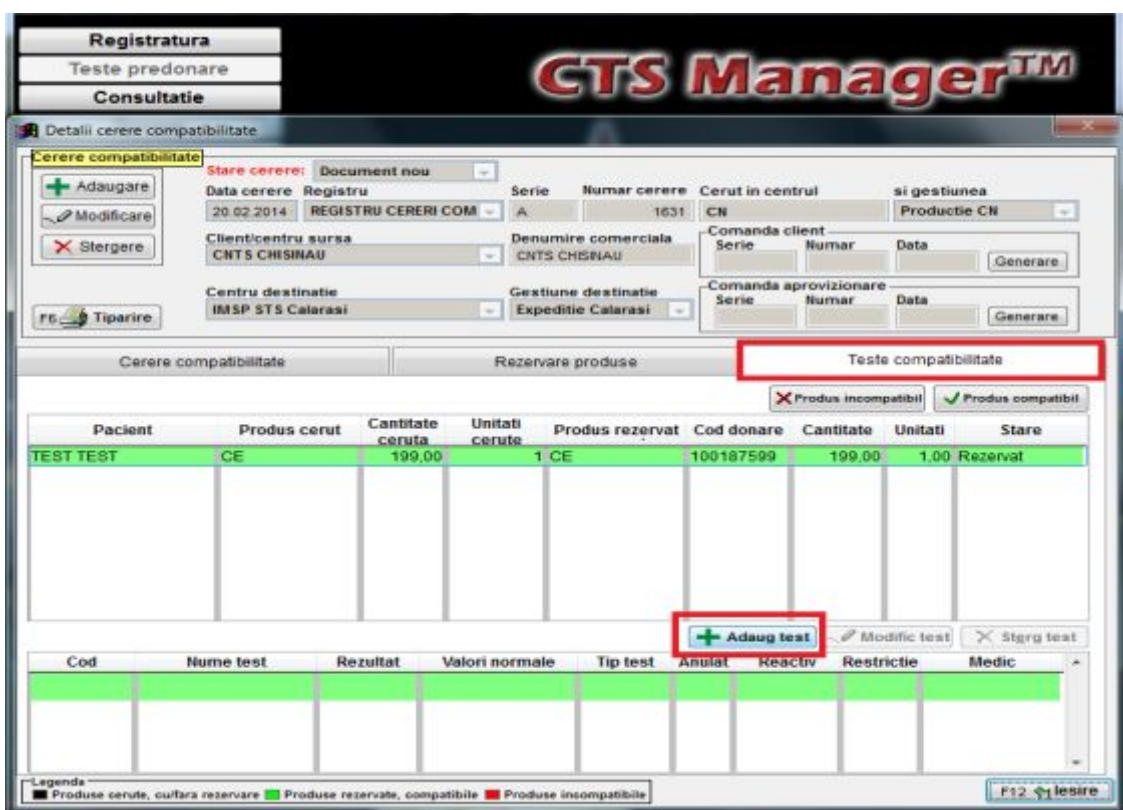 Registratura
Teste predonare
Consultatie
CTS Manager™
Detalii cerere compatibilitate
Cerere compatibilitate
Stare cerere: Document nou
Adaugare
Modificare
Stergere
F6 Tiparire
Data cerere Registru Serie Numar cerere Cerut in centrul si gestiunea
20.02.2014 REGISTRU CERERI COM A 1631 CN Productie CN
Client/centru sursa Denumire comerciala
CNTS CHISINAU CNTS CHISINAU
Comanda client
Serie Numar Data
Generare
Centru destinatie Gestiune destinatie
IMSP STS Calarasi Expeditie Calarasi
Comanda aprovizionare
Serie Numar Data
Generare
Cerere compatibilitate Rezervare produse Teste compatibilitate
Produs incompatibil Produs compatibil
Pacient Produs cerut Cantitate ceruta Unitati cerute Produs rezervat Cod donare Cantitate Unitati Stare
TEST TEST CE 199,00 1 CE 100187599 199,00 1,00 Rezervat
Adaug test Modific test Sterg test
Cod Nume test Rezultat Valori normale Tip test Anulat Reactiv Restrictie Medic
Legenda
Produse cerute, cu/fara rezervare Produse rezervate, compatibile Produse incompatibile
F12 Iesire